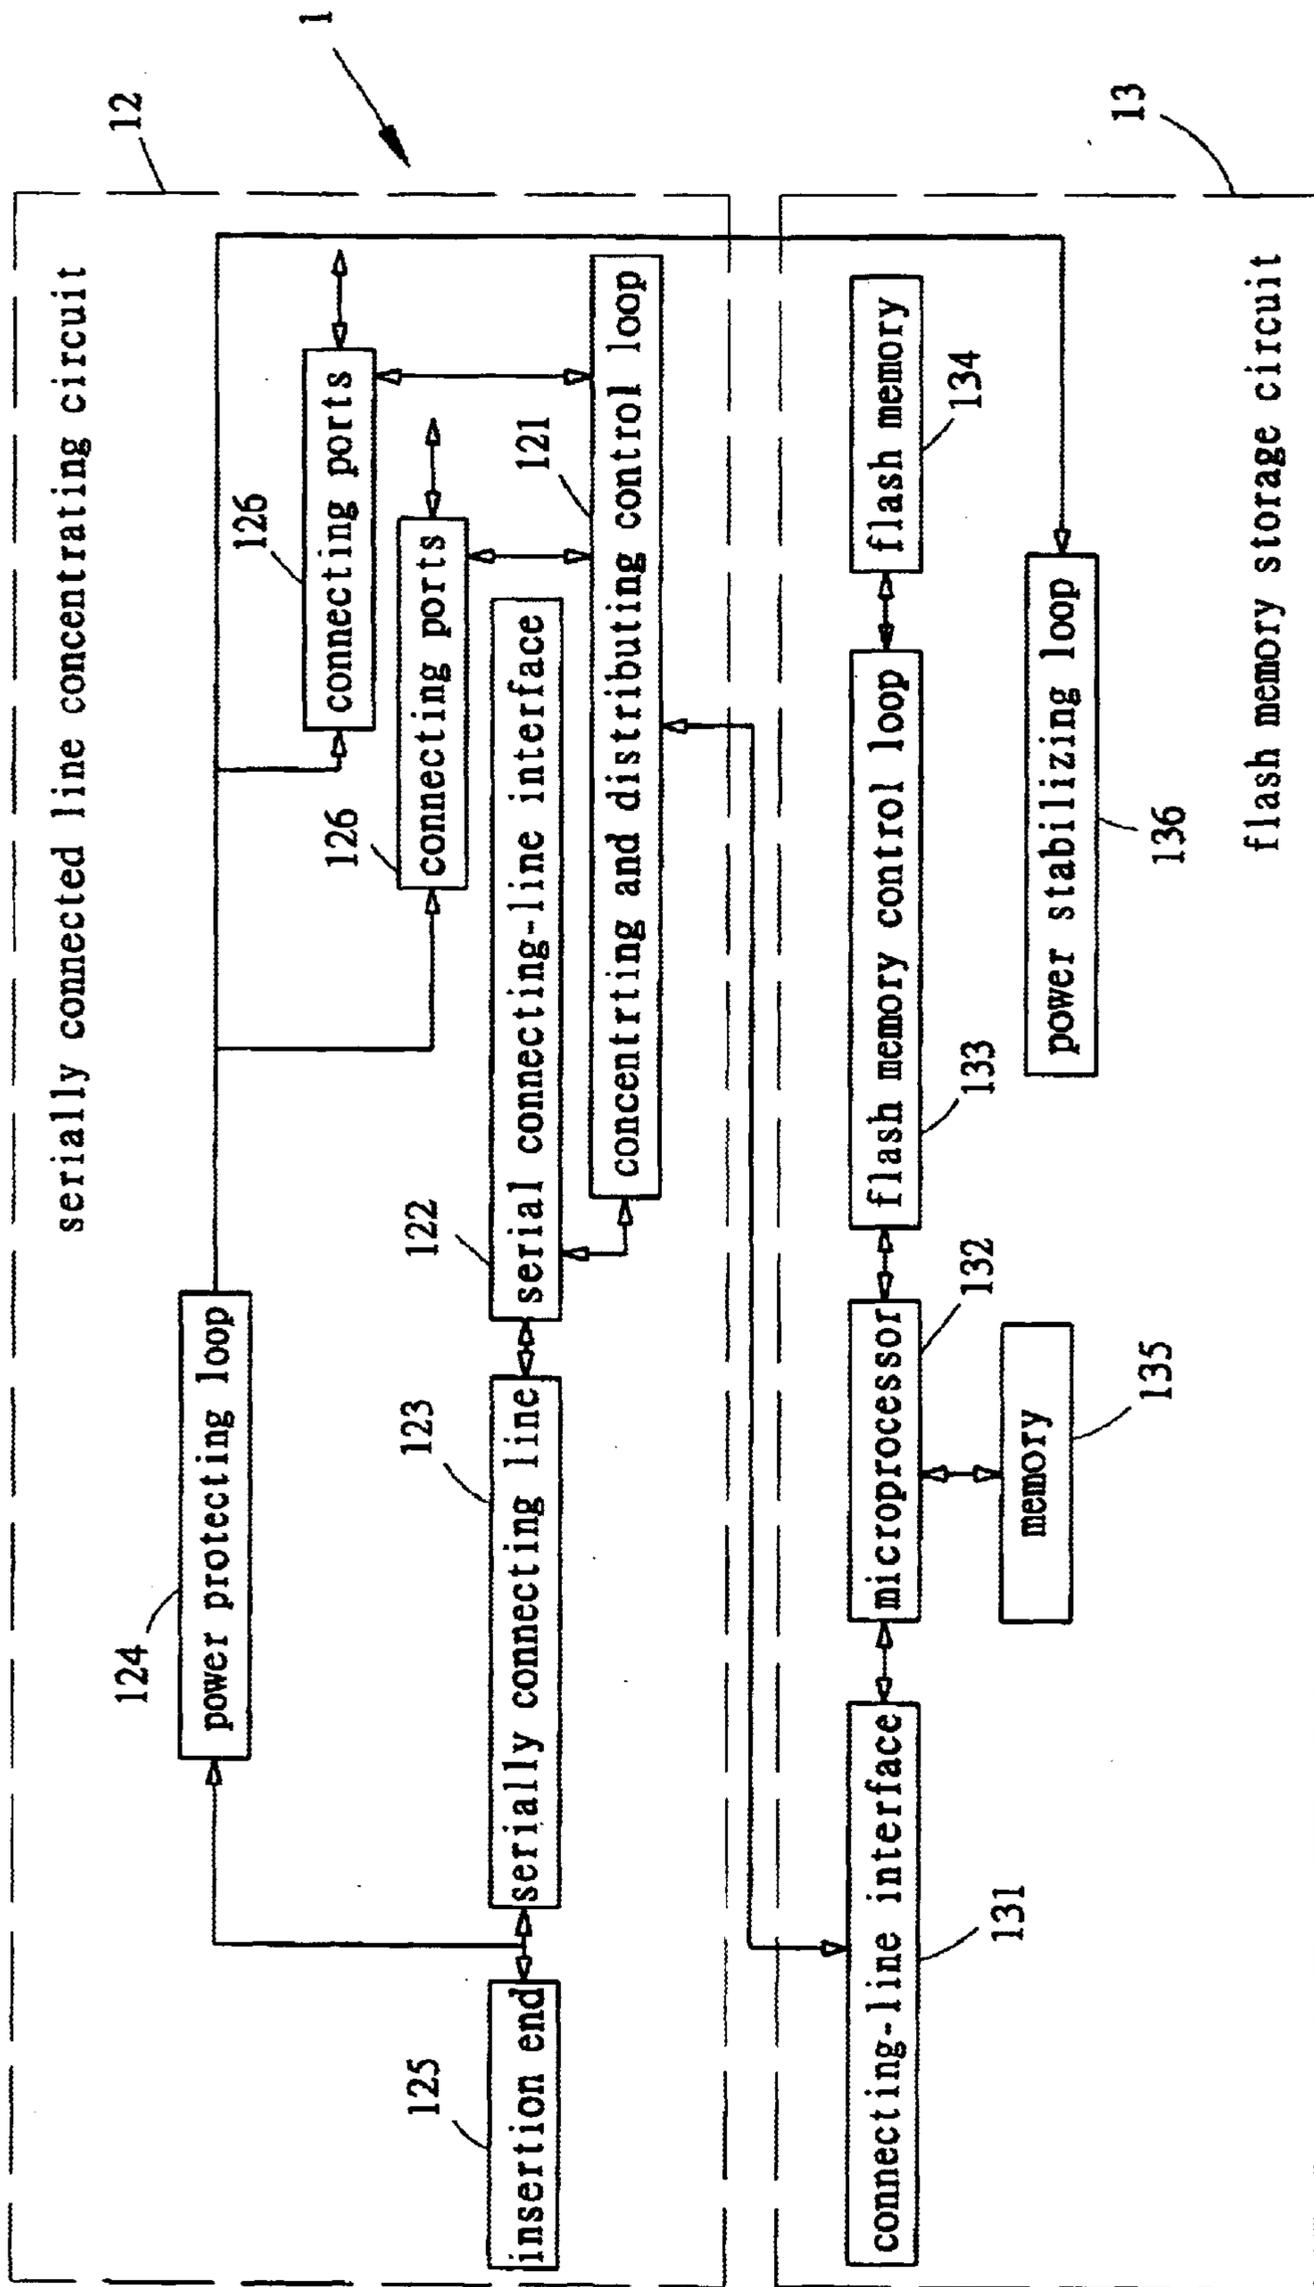 1
12
serially connected line concentrating circuit
124
power protecting loop
126
connecting ports
126
connecting ports
125
insertion end
123
serially connecting line
122
serial connecting-line interface
121
concentrting and distributing control loop
13
131
connecting-line interface
132
microprocessor
133
flash memory control loop
134
flash memory
135
memory
136
power stabilizing loop
flash memory storage circuit